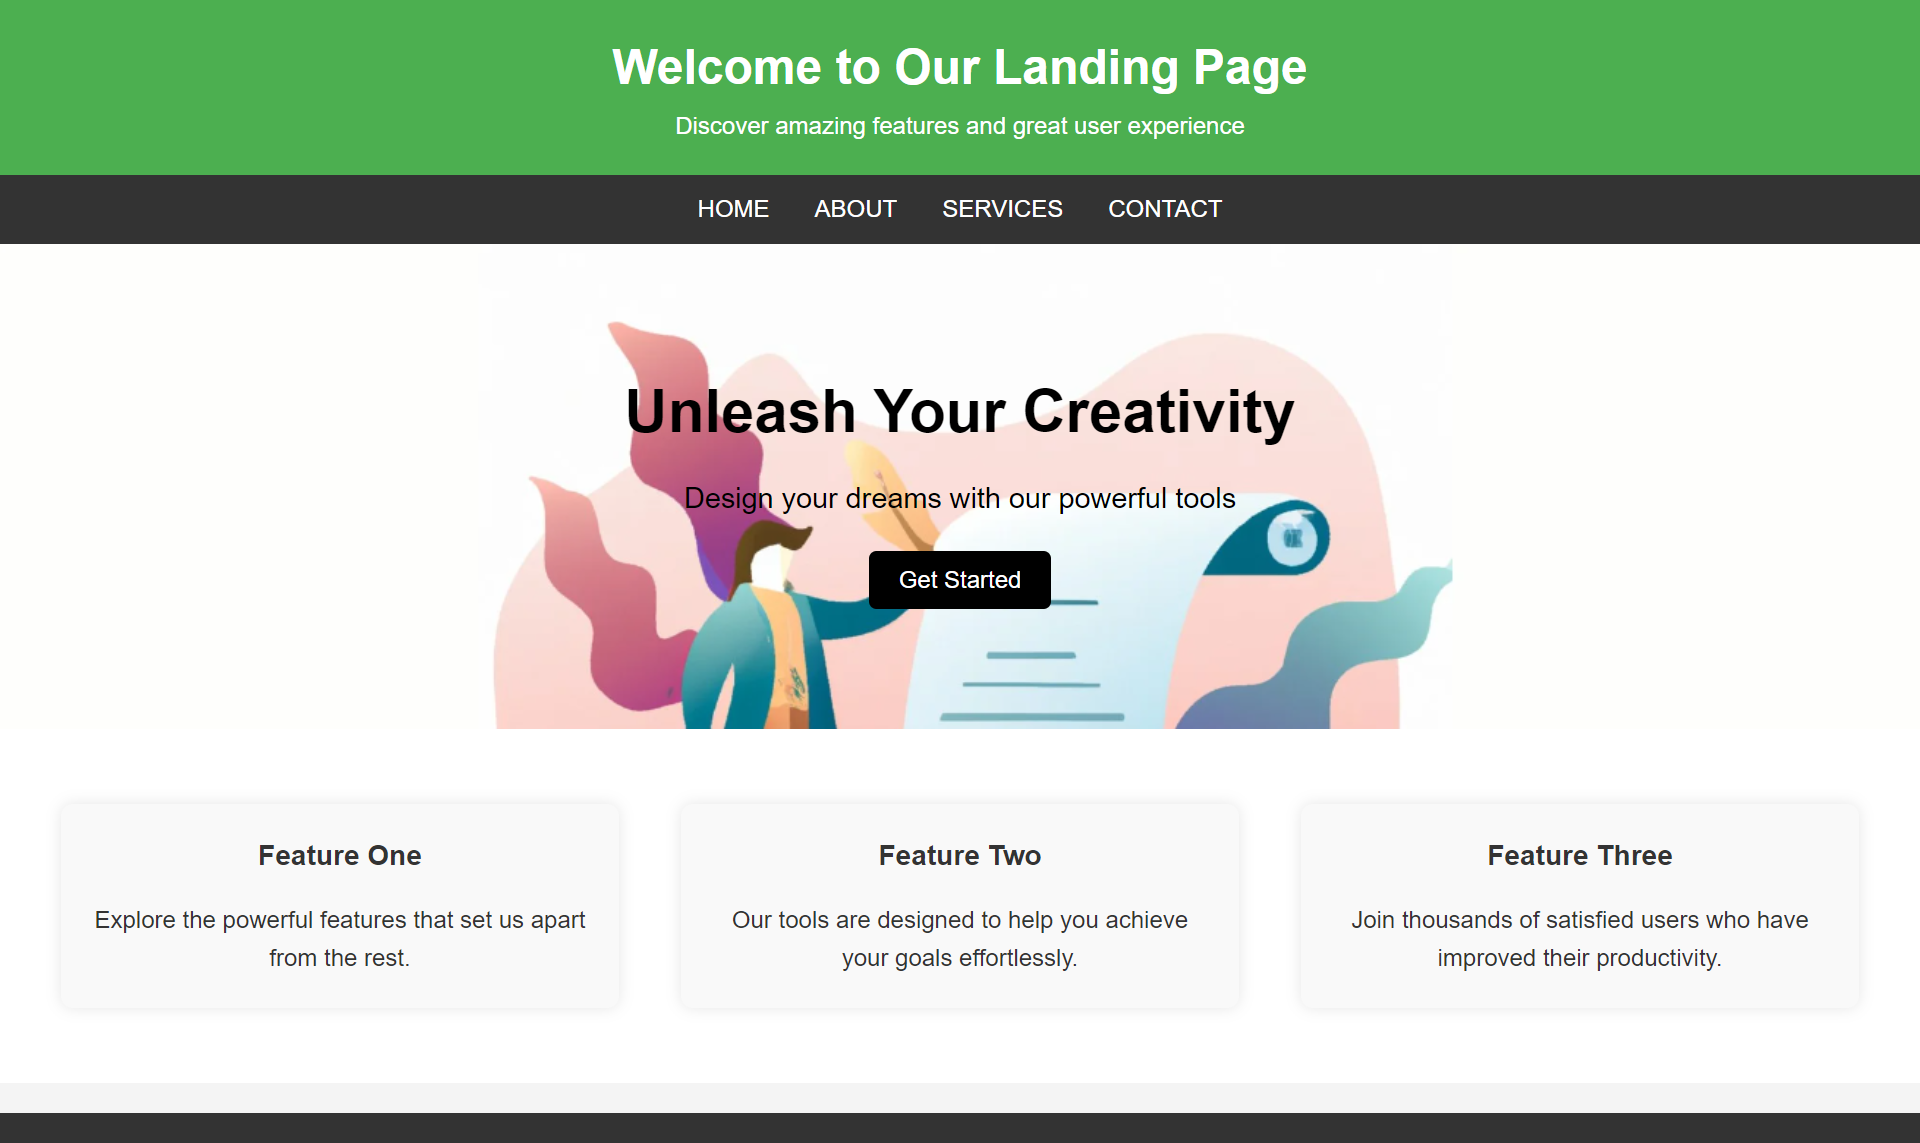 Welcome to Our Landing Page
Discover amazing features and great user experience
HOME ABOUT SERVICES CONTACT
Unleash Your Creativity
Design your dreams with our powerful tools
Get Started
Feature One
Explore the powerful features that set us apart
from the rest.
Feature Two
Our tools are designed to help you achieve
your goals effortlessly.
Feature Three
Join thousands of satisfied users who have
improved their productivity.